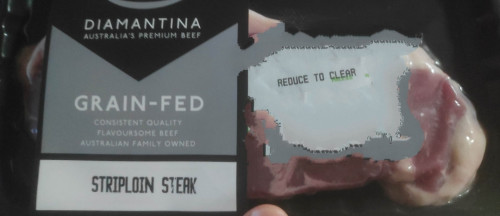 DIAMANTINA
AUSTRALIA'S PREMIUM BEEF
GRAIN-FED
CONSISTENT QUALITY
FLAVOURSOME BEEF
AUSTRALIAN FAMILY OWNED
STRIPLOIN STEAK
REDUCE TO CLEAR